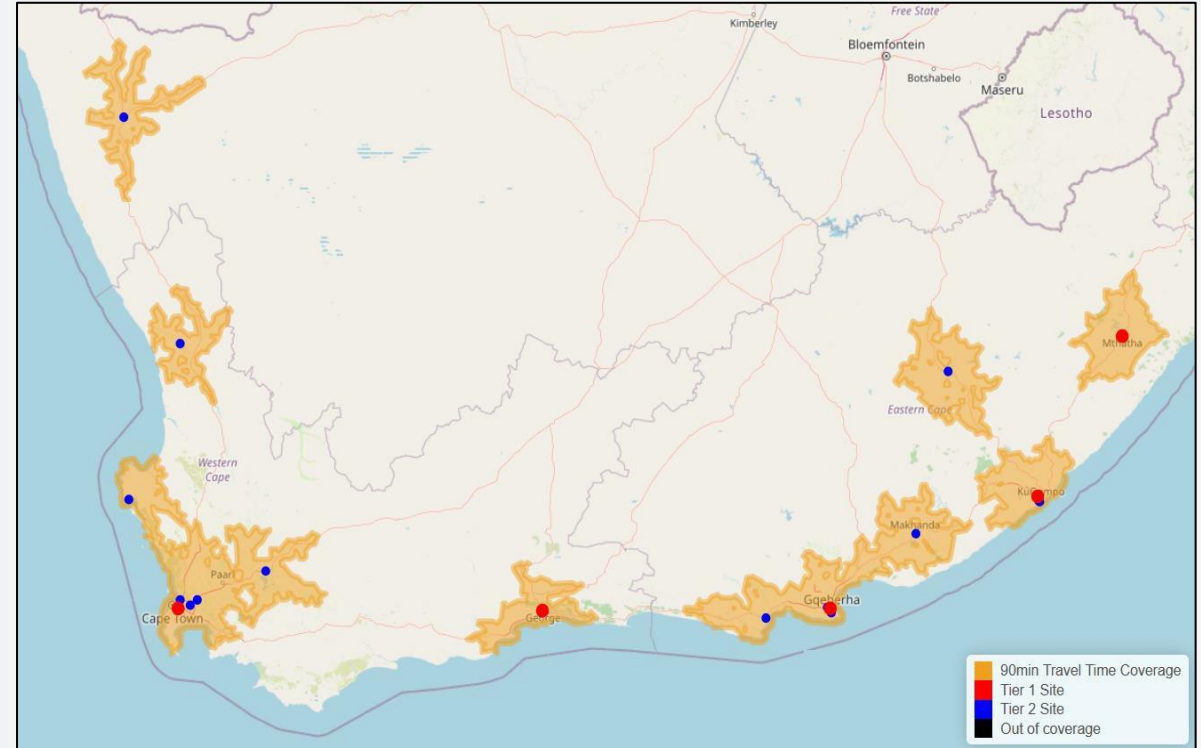 Free State
Kimberley
Bloemfontein
Botshabelo
Maseru
Lesotho
Mthatha
Eastern Cape
Western
Cape
Makhanda
Paarl
Gqeberha
Cape Town
George
90min Travel Time Coverage
Tier 1 Site
Tier 2 Site
Out of coverage